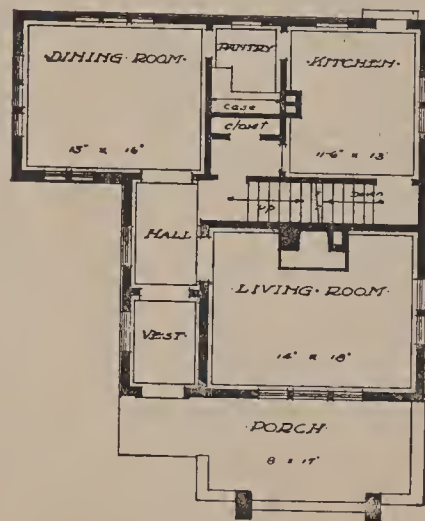 PANTRY
·DINING·ROOM·
·KITCHEN·
case
closet
13' x 16'
11-6" x 13'
up
Down
HALL
·LIVING·ROOM·
VEST·
14' x 18'
·PORCH·
8 x 17'